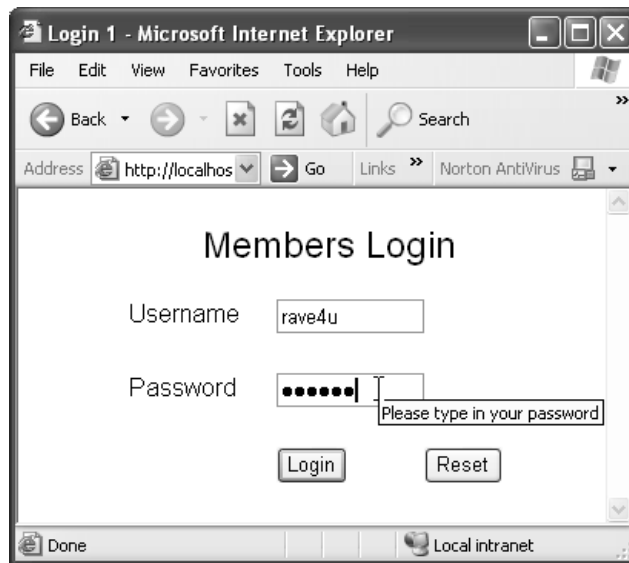 Login 1 - Microsoft Internet Explorer
File Edit View Favorites Tools Help
Back Search »
Address http://localhos Go Links » Norton AntiVirus
Members Login
Username rave4u
Password ••••••
Please type in your password
Login Reset
Done Local intranet